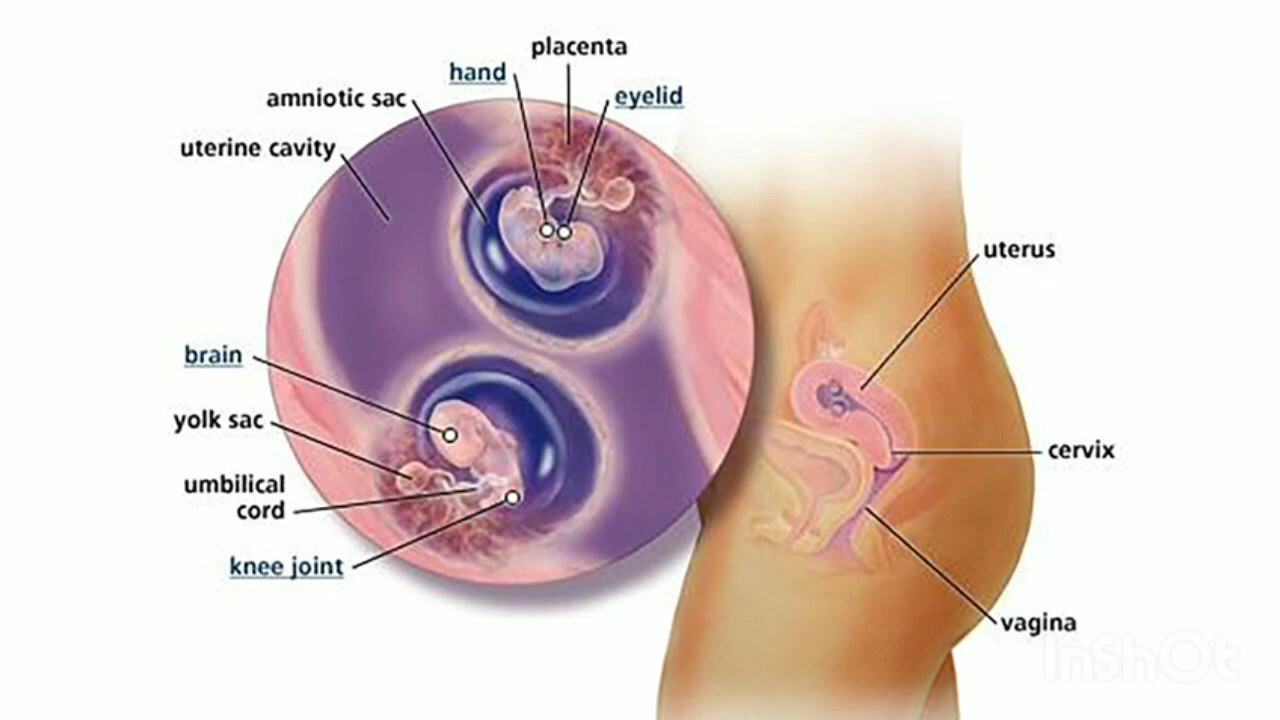 placenta
hand
eyelid
amniotic sac
uterine cavity
uterus
brain
yolk sac
cervix
umbilical
cord
knee joint
vagina
InShOt